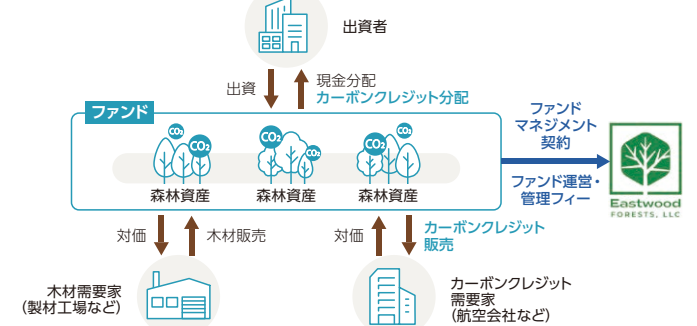 出資者
出資
現金分配
カーボンクレジット分配
ファンド
CO₂
CO₂
CO₂
CO₂
CO₂
CO₂
森林資産
森林資産
森林資産
ファンド
マネジメント
契約
ファンド運営・
管理フィー
Eastwood
FORESTS, LLC
対価
木材販売
対価
カーボンクレジット
販売
木材需要家
(製材工場など)
カーボンクレジット
需要家
(航空会社など)